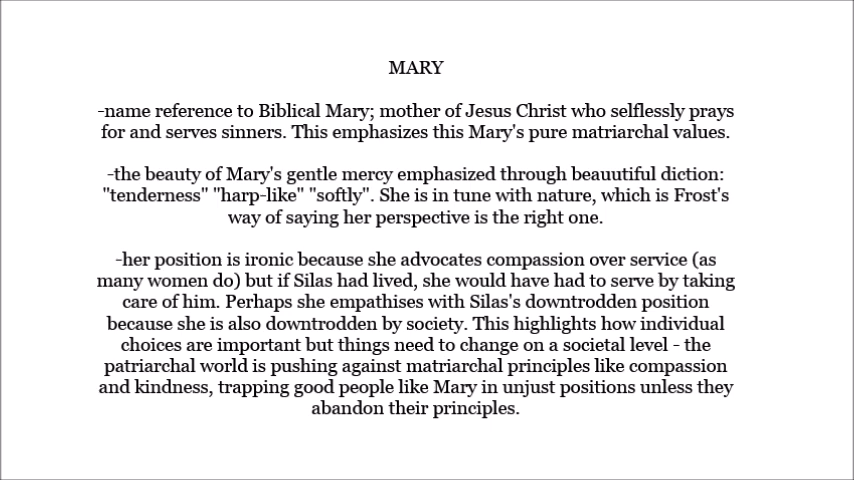 MARY
-name reference to Biblical Mary; mother of Jesus Christ who selflessly prays
for and serves sinners. This emphasizes this Mary's pure matriarchal values.
-the beauty of Mary's gentle mercy emphasized through beauutiful diction:
"tenderness" "harp-like" "softly". She is in tune with nature, which is Frost's
way of saying her perspective is the right one.
-her position is ironic because she advocates compassion over service (as
many women do) but if Silas had lived, she would have had to serve by taking
care of him. Perhaps she empathises with Silas's downtrodden position
because she is also downtrodden by society. This highlights how individual
choices are important but things need to change on a societal level - the
patriarchal world is pushing against matriarchal principles like compassion
and kindness, trapping good people like Mary in unjust positions unless they
abandon their principles.